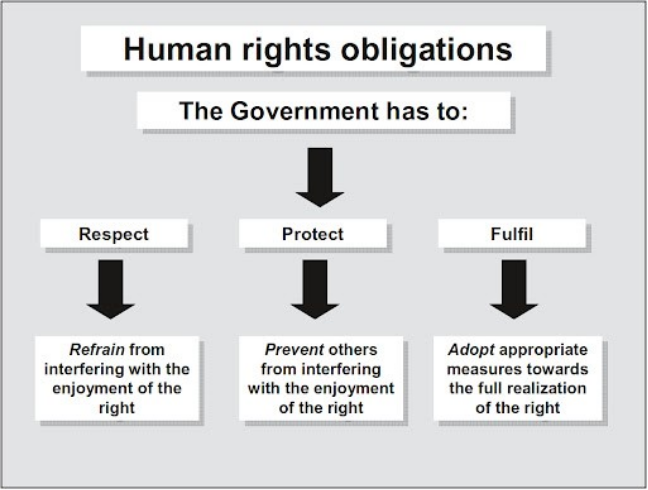 Human rights obligations
The Government has to:
Respect
Protect
Fulfil
Refrain from
interfering with the
enjoyment of the
right
Prevent others
from interfering
with the enjoyment
of the right
Adopt appropriate
measures towards
the full realization
of the right